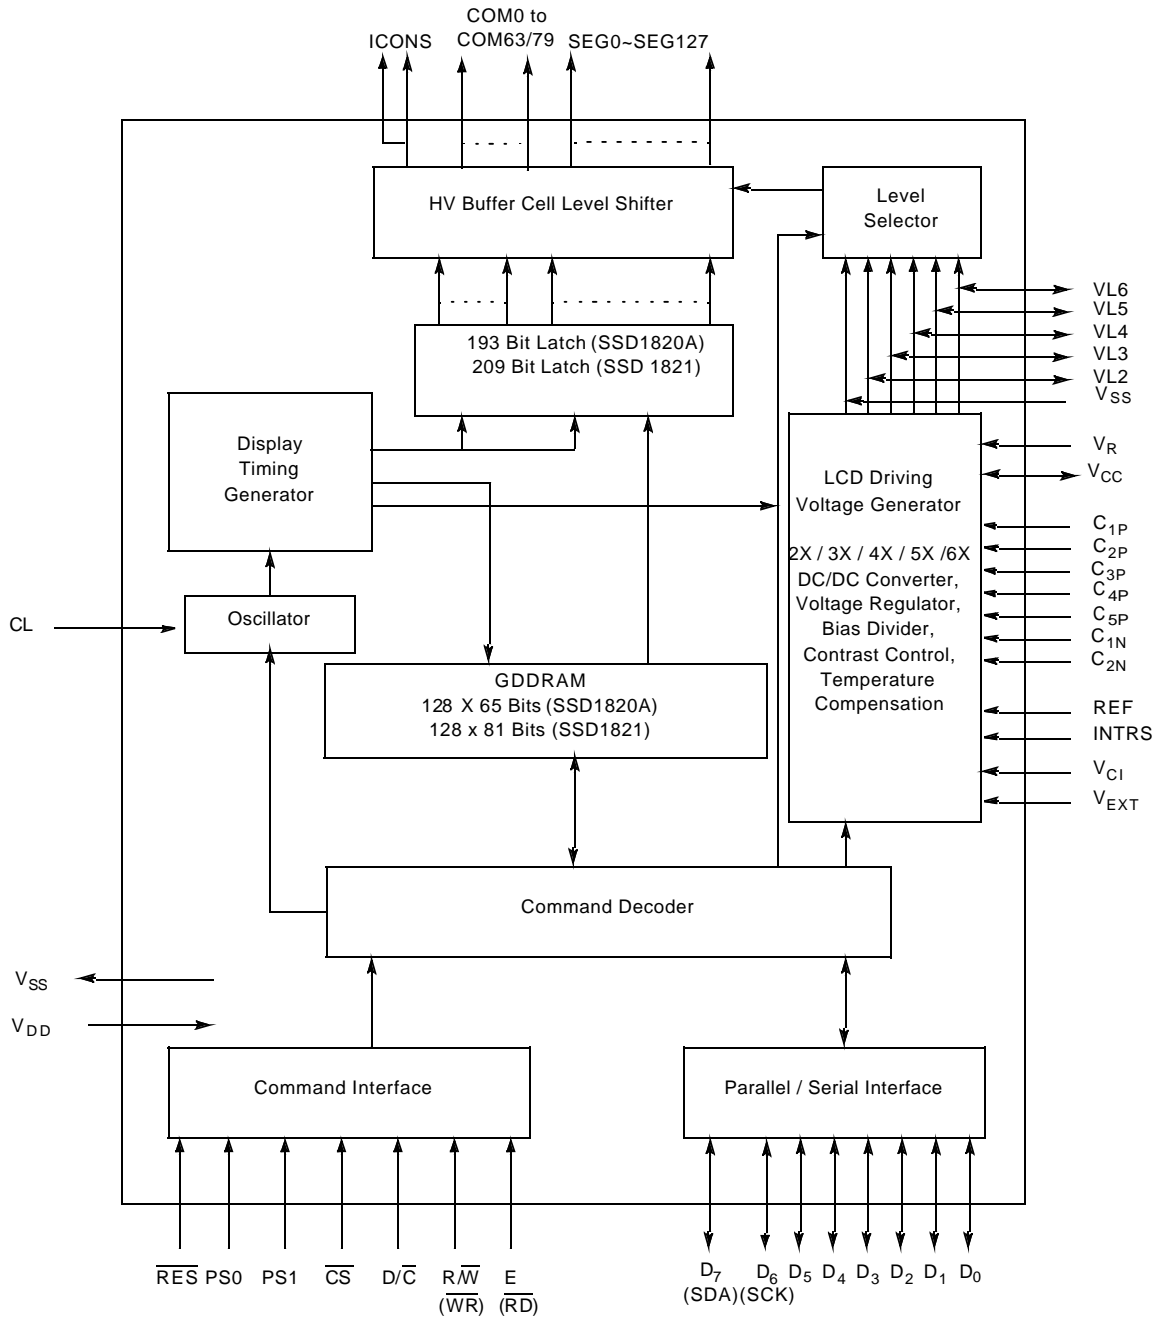 COM0 to
ICONS COM63/79 SEG0~SEG127
HV Buffer Cell Level Shifter
Level
Selector
193 Bit Latch (SSD1820A)
209 Bit Latch (SSD 1821)
VL6
VL5
VL4
VL3
VL2
VSS
Display
Timing
Generator
LCD Driving
Voltage Generator
2X / 3X / 4X / 5X /6X
DC/DC Converter,
Voltage Regulator,
Bias Divider,
Contrast Control,
Temperature
Compensation
VR
VCC
C1P
C2P
C3P
C4P
C5P
C1N
C2N
REF
INTRS
VCI
VEXT
CL
Oscillator
GDDRAM
128 X 65 Bits (SSD1820A)
128 x 81 Bits (SSD1821)
Command Decoder
VSS
VDD
Command Interface
Parallel / Serial Interface
R̅E̅S̅ PS0 PS1 C̅S̅ D/C̅ R/W̅ E
(W̅R̅) (R̅D̅)
D7 D6 D5 D4 D3 D2 D1 D0
(SDA) (SCK)